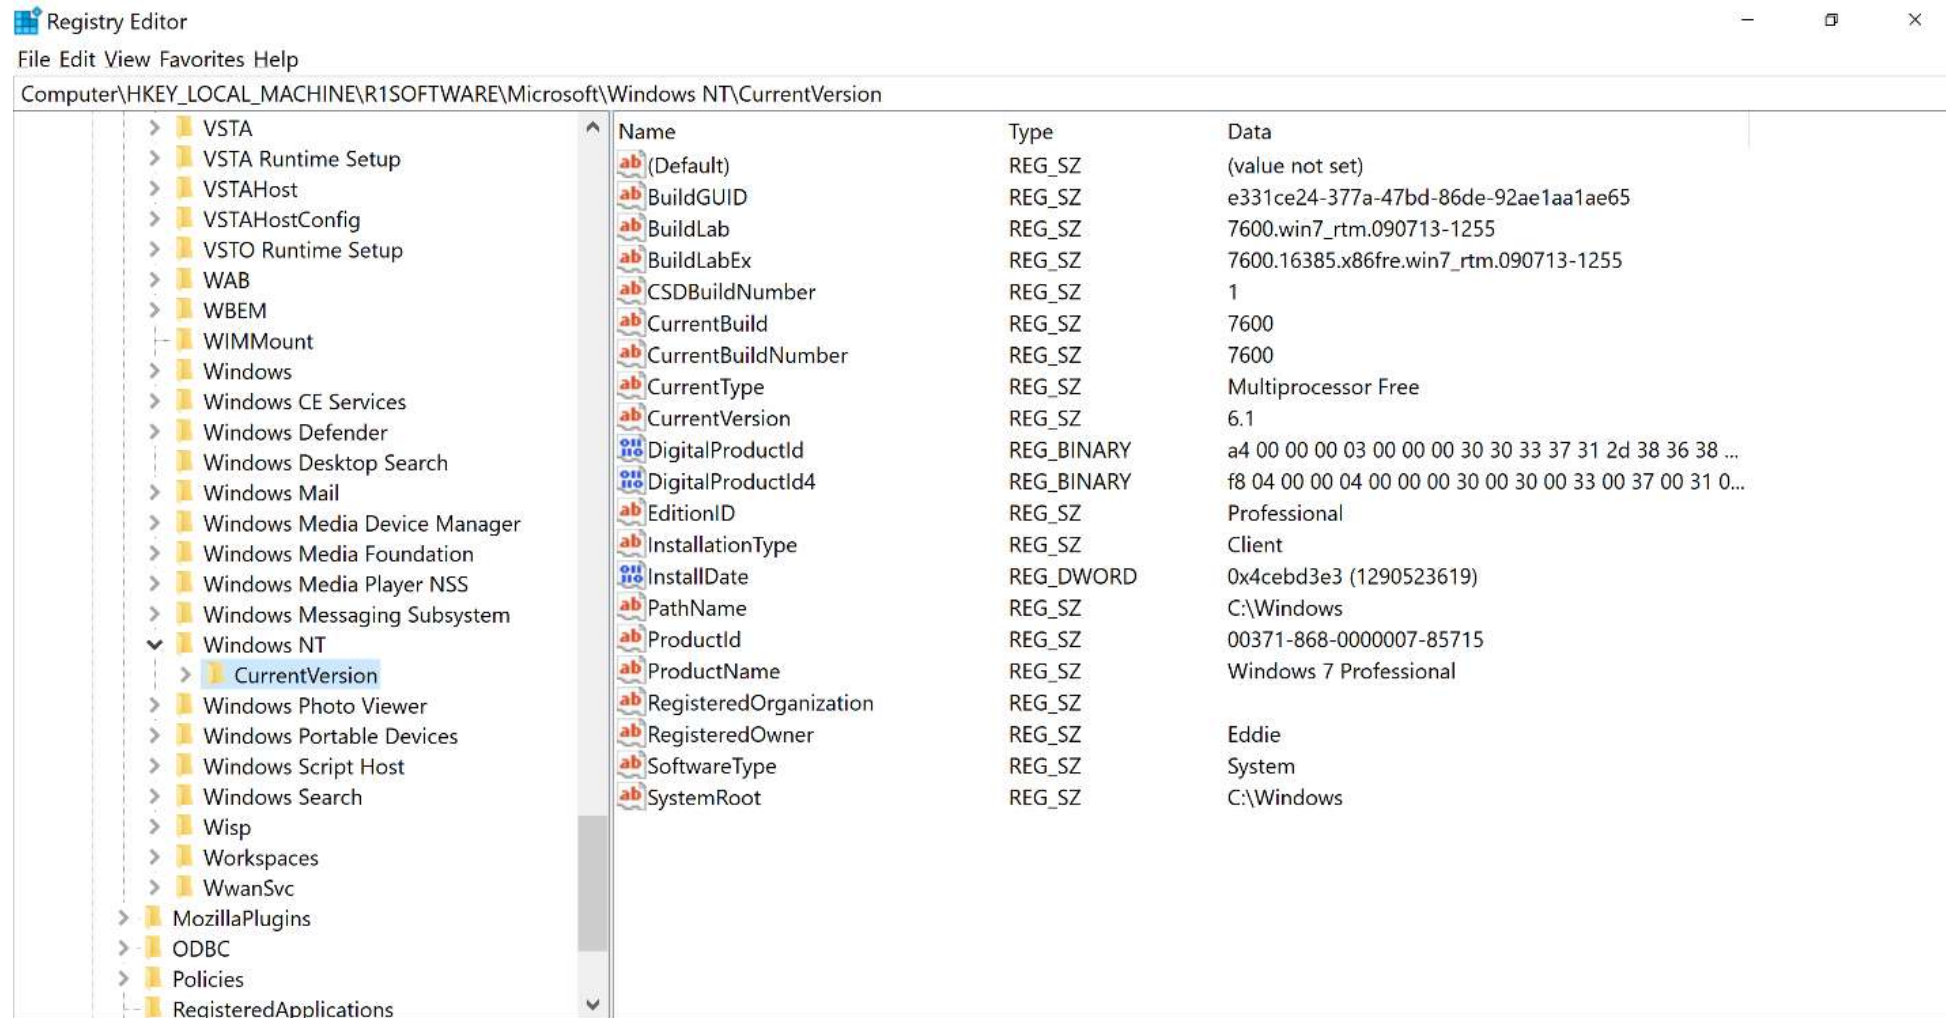 Registry Editor
File Edit View Favorites Help
Computer\HKEY_LOCAL_MACHINE\R1SOFTWARE\Microsoft\Windows NT\CurrentVersion
VSTA
VSTA Runtime Setup
VSTAHost
VSTAHostConfig
VSTO Runtime Setup
WAB
WBEM
WIMMount
Windows
Windows CE Services
Windows Defender
Windows Desktop Search
Windows Mail
Windows Media Device Manager
Windows Media Foundation
Windows Media Player NSS
Windows Messaging Subsystem
Windows NT
CurrentVersion
Windows Photo Viewer
Windows Portable Devices
Windows Script Host
Windows Search
Wisp
Workspaces
WwanSvc
MozillaPlugins
ODBC
Policies
RegisteredApplications
Name Type Data
(Default) REG_SZ (value not set)
BuildGUID REG_SZ e331ce24-377a-47bd-86de-92ae1aa1ae65
BuildLab REG_SZ 7600.win7_rtm.090713-1255
BuildLabEx REG_SZ 7600.16385.x86fre.win7_rtm.090713-1255
CSDBuildNumber REG_SZ 1
CurrentBuild REG_SZ 7600
CurrentBuildNumber REG_SZ 7600
CurrentType REG_SZ Multiprocessor Free
CurrentVersion REG_SZ 6.1
DigitalProductId REG_BINARY a4 00 00 00 03 00 00 00 30 30 33 37 31 2d 38 36 38 ...
DigitalProductId4 REG_BINARY f8 04 00 00 04 00 00 00 30 00 30 00 33 00 37 00 31 0...
EditionID REG_SZ Professional
InstallationType REG_SZ Client
InstallDate REG_DWORD 0x4cebd3e3 (1290523619)
PathName REG_SZ C:\Windows
ProductId REG_SZ 00371-868-0000007-85715
ProductName REG_SZ Windows 7 Professional
RegisteredOrganization REG_SZ
RegisteredOwner REG_SZ Eddie
SoftwareType REG_SZ System
SystemRoot REG_SZ C:\Windows